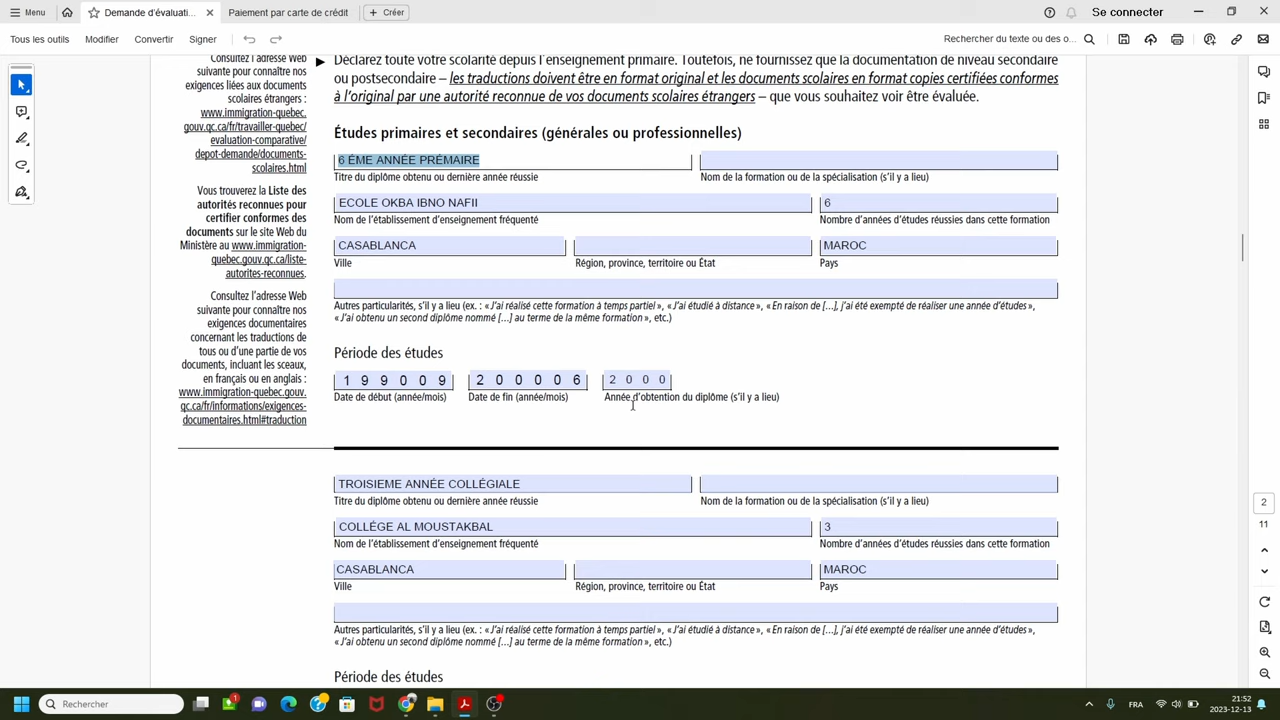 Menu
Demande d'évaluati...
Paiement par carte de crédit
Créer
Se connecter
Tous les outils
Modifier
Convertir
Signer
Rechercher du texte ou des o...
Consultez l'adresse Web
suivante pour connaître nos
exigences liées aux documents
scolaires étrangers :
www.immigration-quebec.
gouv.qc.ca/fr/travailler-quebec/
evaluation-comparative/
depot-demande/documents-
scolaires.html
Vous trouverez la Liste des
autorités reconnues pour
certifier conformes des
documents sur le site Web du
Ministère au www.immigration-
quebec.gouv.qc.ca/liste-
autorites-reconnues.
Consultez l'adresse Web
suivante pour connaître nos
exigences documentaires
concernant les traductions de
tous ou d'une partie de vos
documents, incluant les sceaux,
en français ou en anglais :
www.immigration-quebec.gouv.
qc.ca/fr/informations/exigences-
documentaires.html#traduction
Déclarez toute votre scolarité depuis l'enseignement primaire. Toutefois, ne fournissez que la documentation de niveau secondaire
ou postsecondaire – les traductions doivent être en format original et les documents scolaires en format copies certifiées conformes
à l'original par une autorité reconnue de vos documents scolaires étrangers – que vous souhaitez voir être évaluée.
Études primaires et secondaires (générales ou professionnelles)
6 ÉME ANNÉE PRÉMAIRE
Titre du diplôme obtenu ou dernière année réussie
Nom de la formation ou de la spécialisation (s'il y a lieu)
ECOLE OKBA IBNO NAFII
6
Nom de l'établissement d'enseignement fréquenté
Nombre d'années d'études réussies dans cette formation
CASABLANCA
MAROC
Ville
Région, province, territoire ou État
Pays
Autres particularités, s'il y a lieu (ex. : « J'ai réalisé cette formation à temps partiel », « J'ai étudié à distance », « En raison de [...], j'ai été exempté de réaliser une année d'études »,
« J'ai obtenu un second diplôme nommé [...] au terme de la même formation », etc.)
Période des études
1 9 9 0 0 9
2 0 0 0 0 6
2 0 0 0
Date de début (année/mois)
Date de fin (année/mois)
Année d'obtention du diplôme (s'il y a lieu)
TROISIEME ANNÉE COLLÉGIALE
Titre du diplôme obtenu ou dernière année réussie
Nom de la formation ou de la spécialisation (s'il y a lieu)
COLLÉGE AL MOUSTAKBAL
3
Nom de l'établissement d'enseignement fréquenté
Nombre d'années d'études réussies dans cette formation
CASABLANCA
MAROC
Ville
Région, province, territoire ou État
Pays
Autres particularités, s'il y a lieu (ex. : « J'ai réalisé cette formation à temps partiel », « J'ai étudié à distance », « En raison de [...], j'ai été exempté de réaliser une année d'études »,
« J'ai obtenu un second diplôme nommé [...] au terme de la même formation », etc.)
Période des études
2
11
Rechercher
1
FRA
21:52
2023-12-13